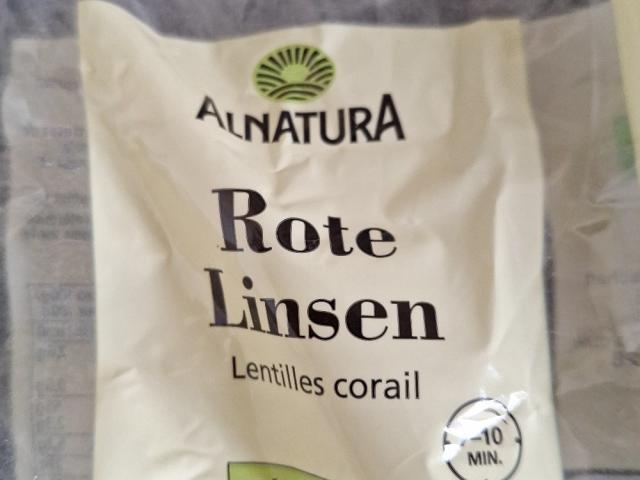 ALNATURA
Rote
Linsen
Lentilles corail
-10
MIN.